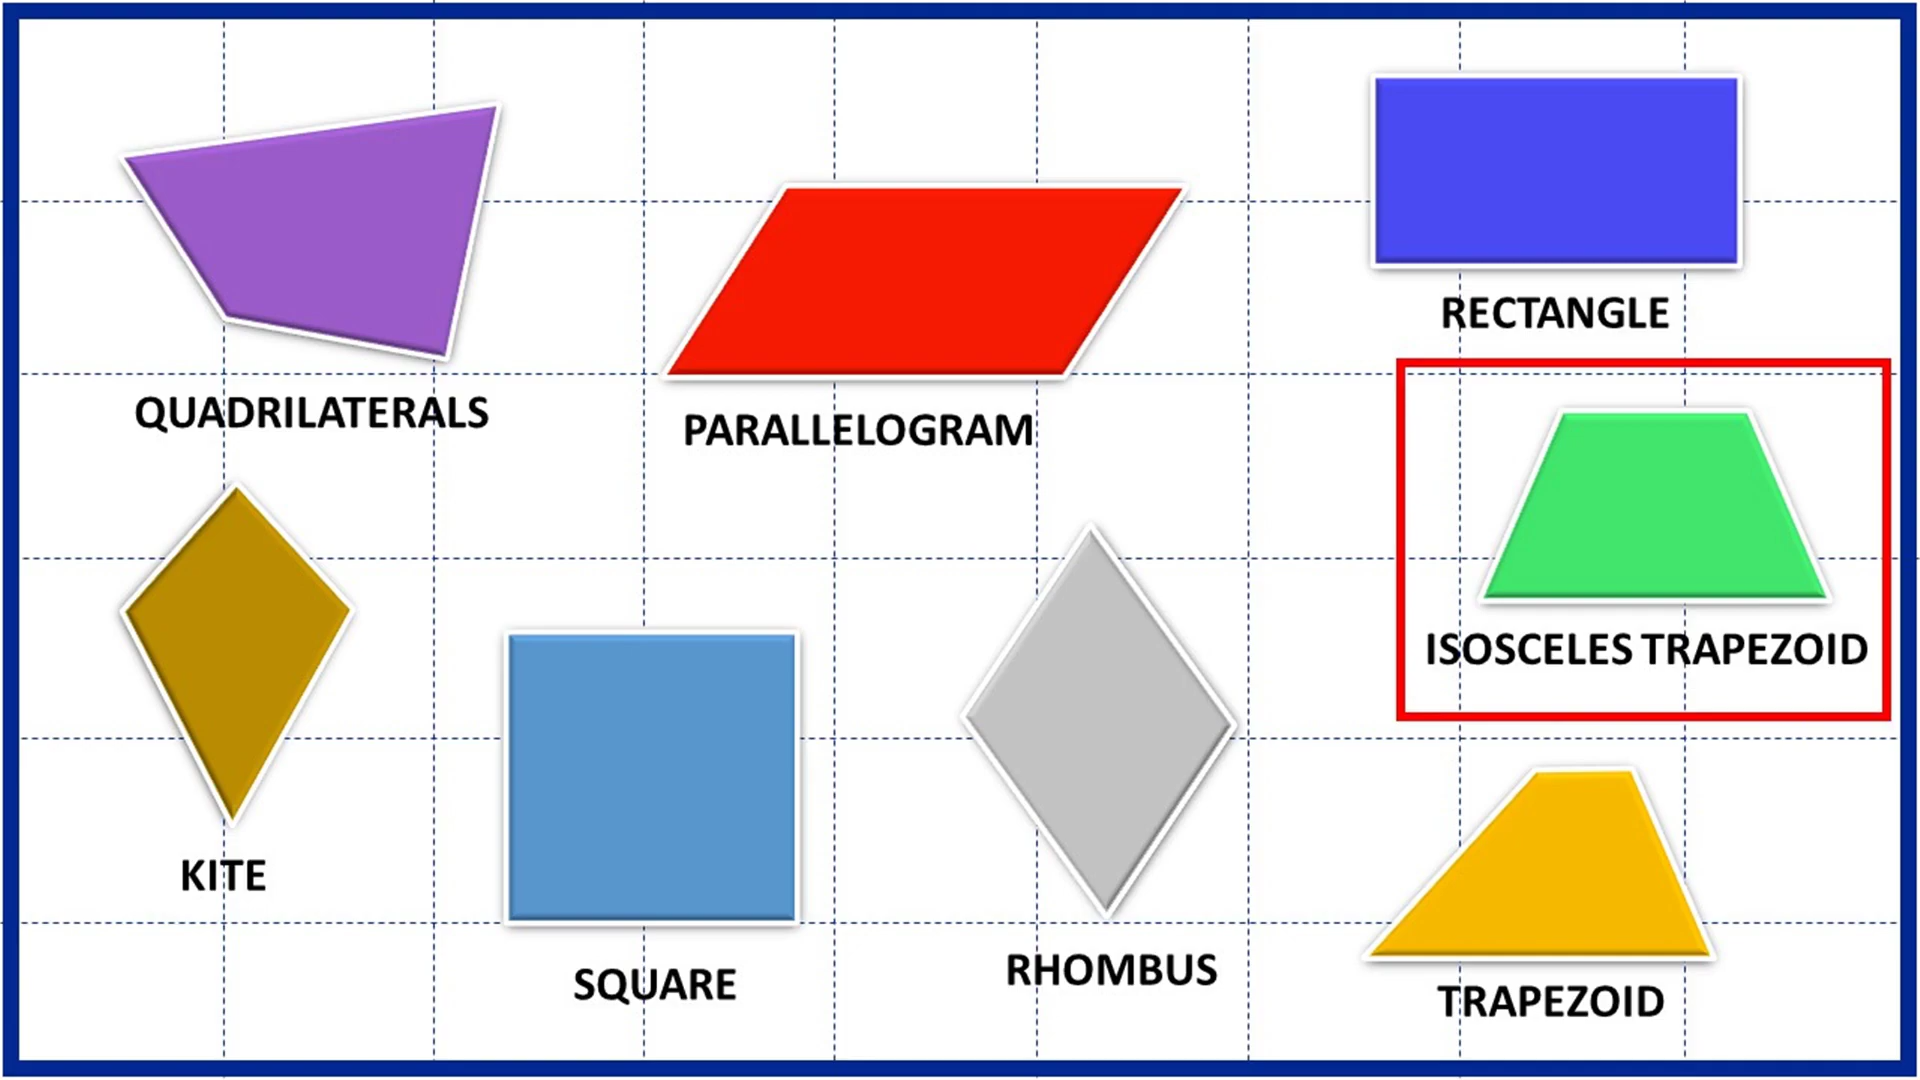 RECTANGLE
QUADRILATERALS
PARALLELOGRAM
ISOSCELES TRAPEZOID
KITE
SQUARE
RHOMBUS
TRAPEZOID